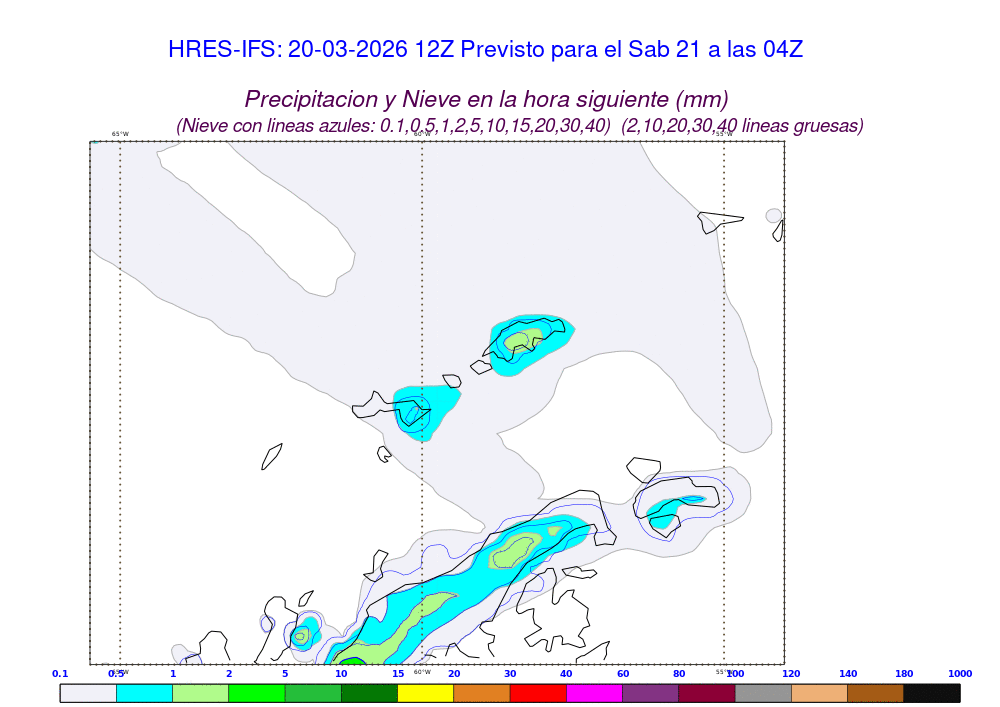 HRES-IFS: 20-03-2026 12Z Previsto para el Sab 21 a las 04Z
Precipitacion y Nieve en la hora siguiente (mm)
(Nieve con lineas azules: 0.1,0.5,1,2,5,10,15,20,30,40) (2,10,20,30,40 lineas gruesas)
65°W 60°W 55°W
65°W 60°W 55°W
0.1 0.5 1 2 5 10 15 20 30 40 60 80 100 120 140 180 1000